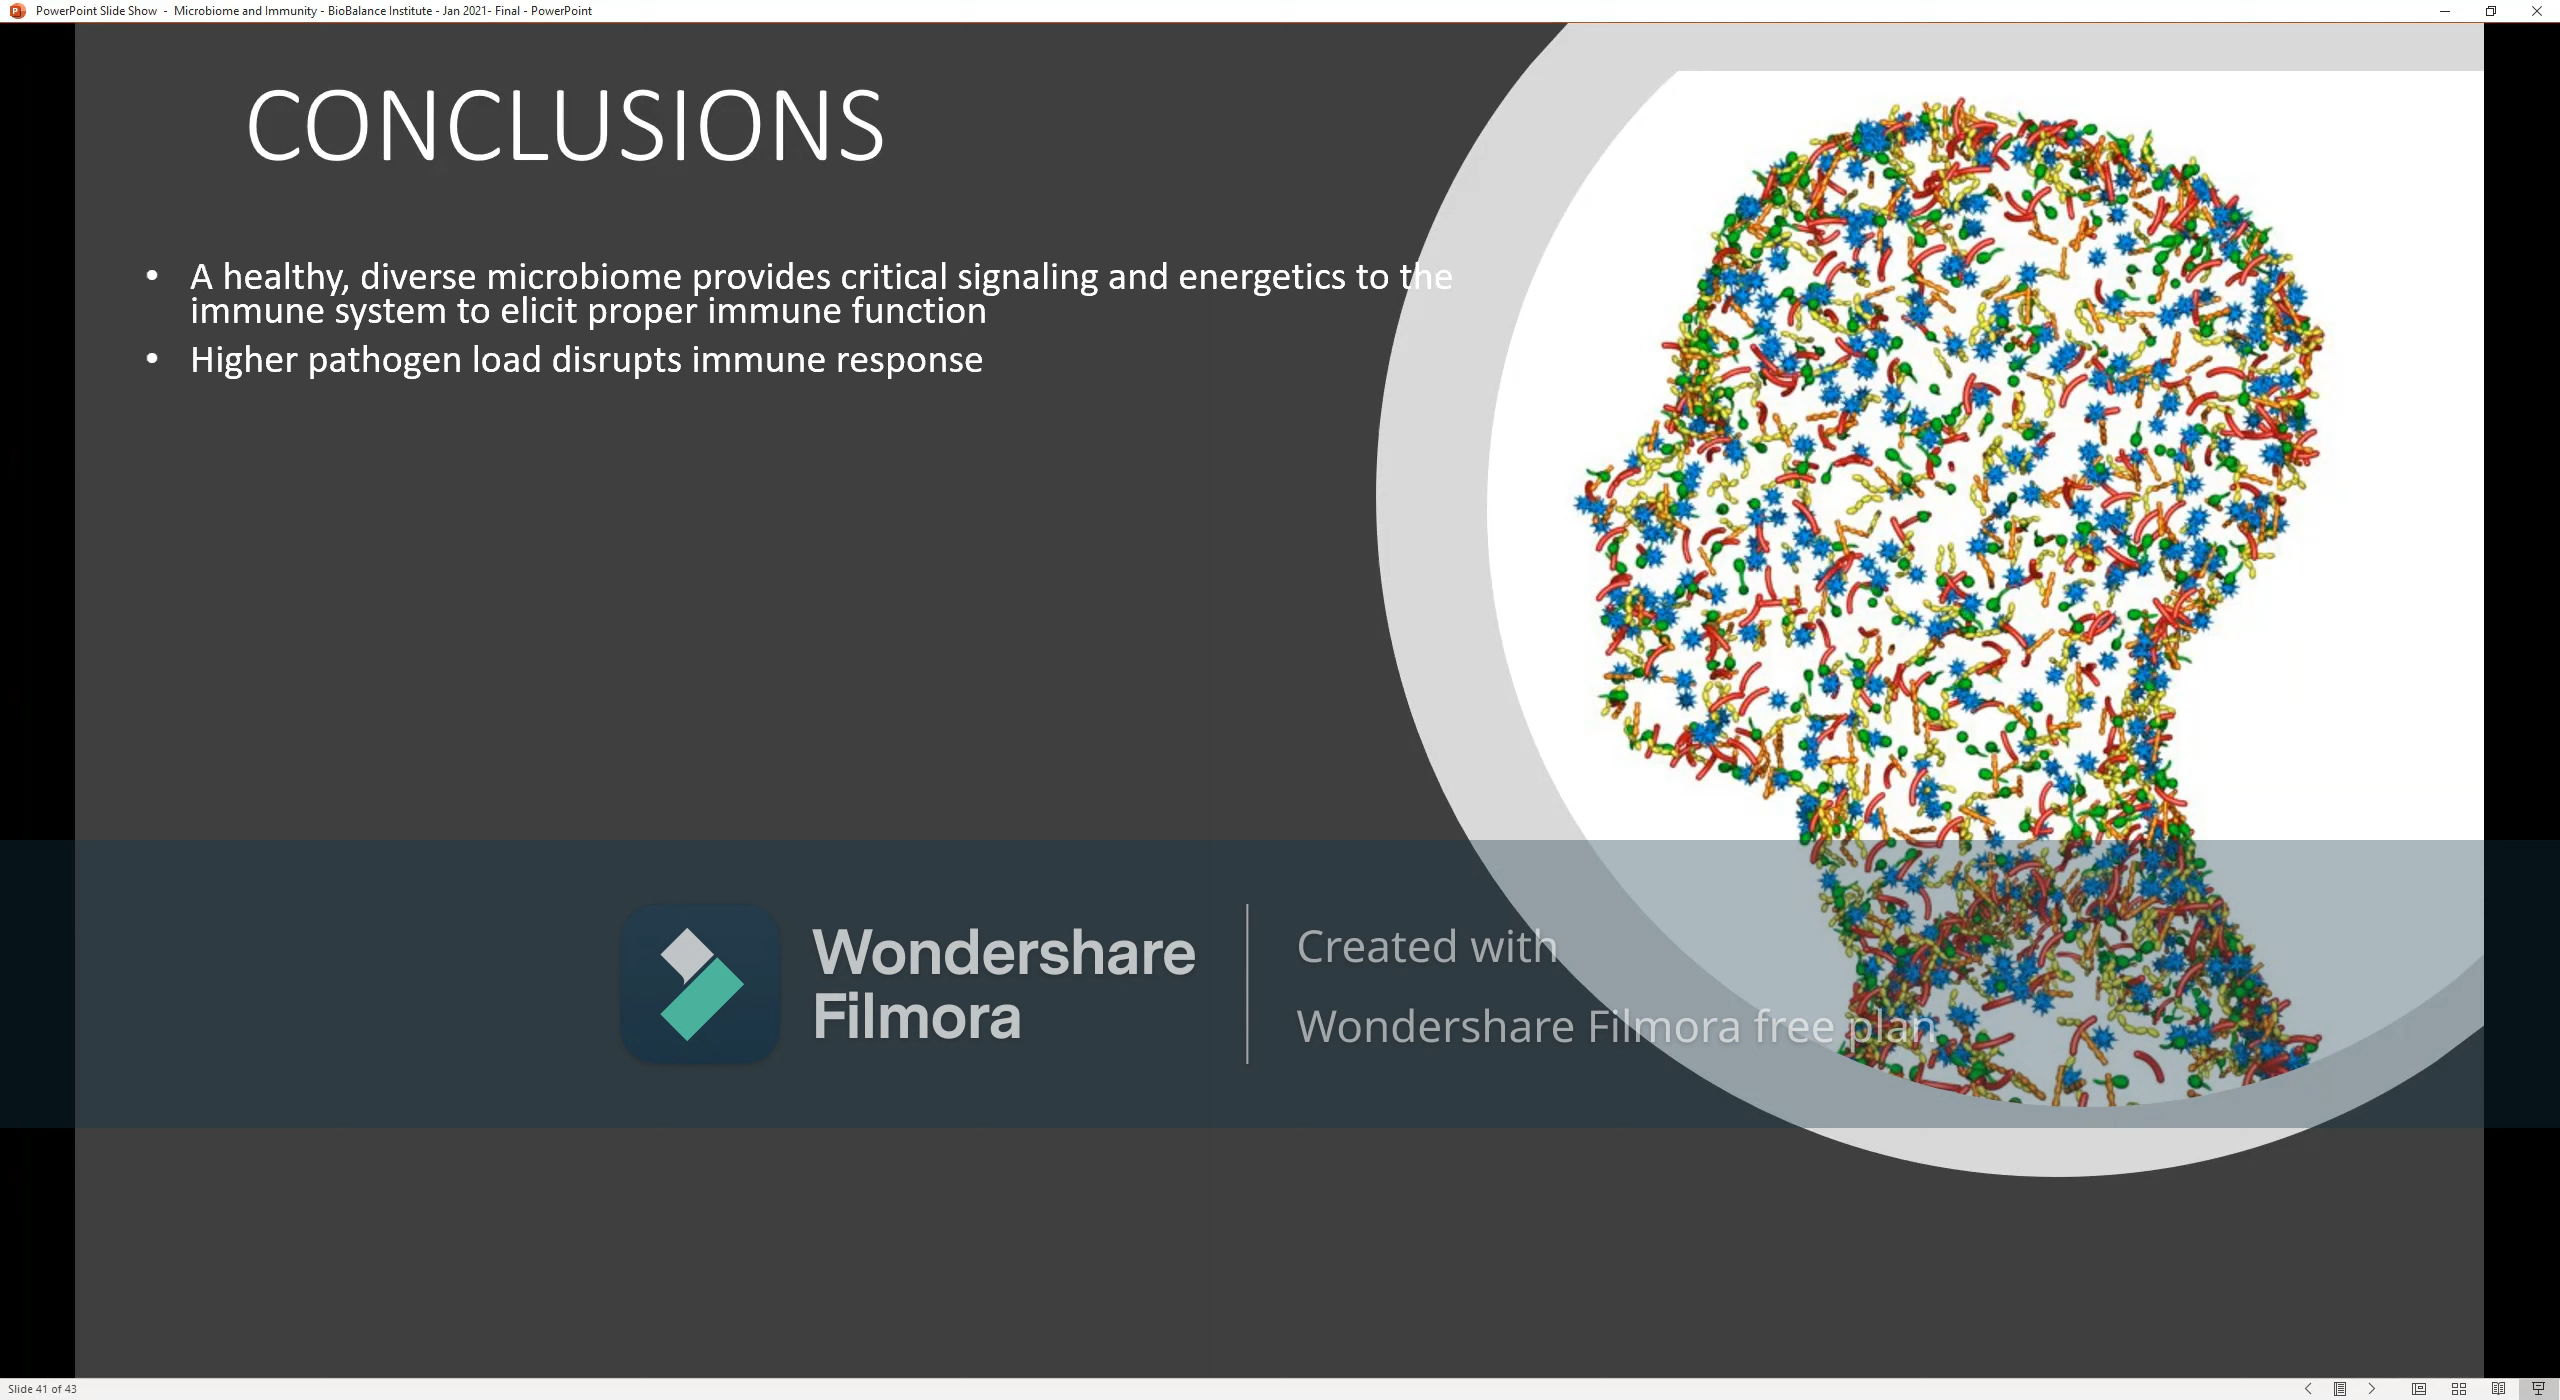 PowerPoint Slide Show - Microbiome and Immunity - BioBalance Institute - Jan 2021- Final - PowerPoint
CONCLUSIONS
• A healthy, diverse microbiome provides critical signaling and energetics to the
immune system to elicit proper immune function
• Higher pathogen load disrupts immune response
Wondershare
Filmora
Created with
Wondershare Filmora free plan
Slide 41 of 43